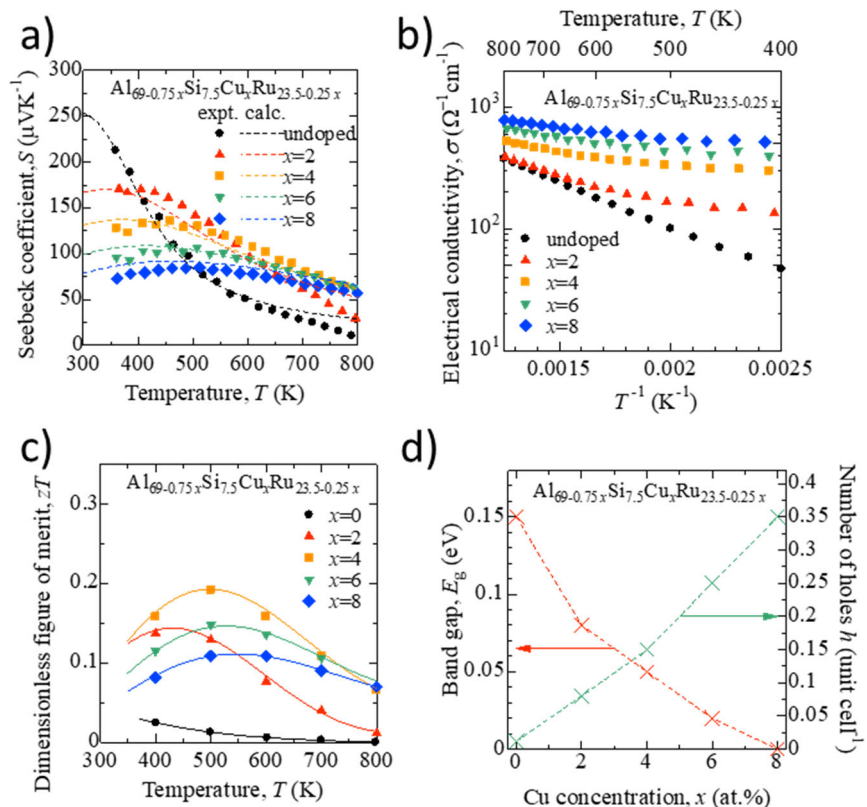 a)
Seebeck coefficient, S (μVK⁻¹)
300
250
200
150
100
50
0
Al₆₉₋₀.₇₅ₓSi₇.₅CuₓRu₂₃.₅₋₀.₂₅ₓ
expt. calc.
undoped
x=2
x=4
x=6
x=8
300 400 500 600 700 800
Temperature, T (K)
b)
Temperature, T (K)
800 700 600 500 400
Electrical conductivity, σ (Ω⁻¹cm⁻¹)
10³
10²
10¹
Al₆₉₋₀.₇₅ₓSi₇.₅CuₓRu₂₃.₅₋₀.₂₅ₓ
undoped
x=2
x=4
x=6
x=8
0.0015 0.002 0.0025
T⁻¹ (K⁻¹)
c)
Dimensionless figure of merit, zT
0.3
0.2
0.1
0
Al₆₉₋₀.₇₅ₓSi₇.₅CuₓRu₂₃.₅₋₀.₂₅ₓ
x=0
x=2
x=4
x=6
x=8
300 400 500 600 700 800
Temperature, T (K)
d)
Band gap, E_g (eV)
0.15
0.1
0.05
0
Al₆₉₋₀.₇₅ₓSi₇.₅CuₓRu₂₃.₅₋₀.₂₅ₓ
0.4
0.35
0.3
0.25
0.2
0.15
0.1
0.05
0
Number of holes h (unit cell⁻¹)
0 2 4 6 8
Cu concentration, x (at.%)